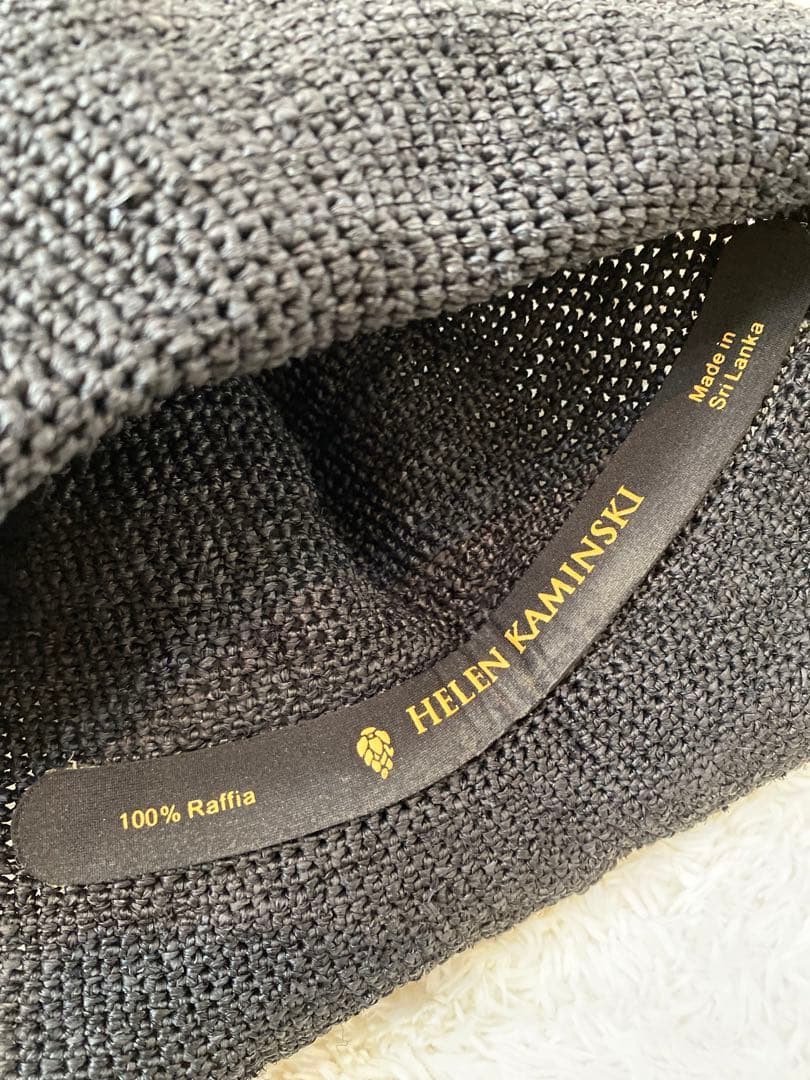 100% Raffia
HELEN KAMINSKI
Made in
Sri Lanka